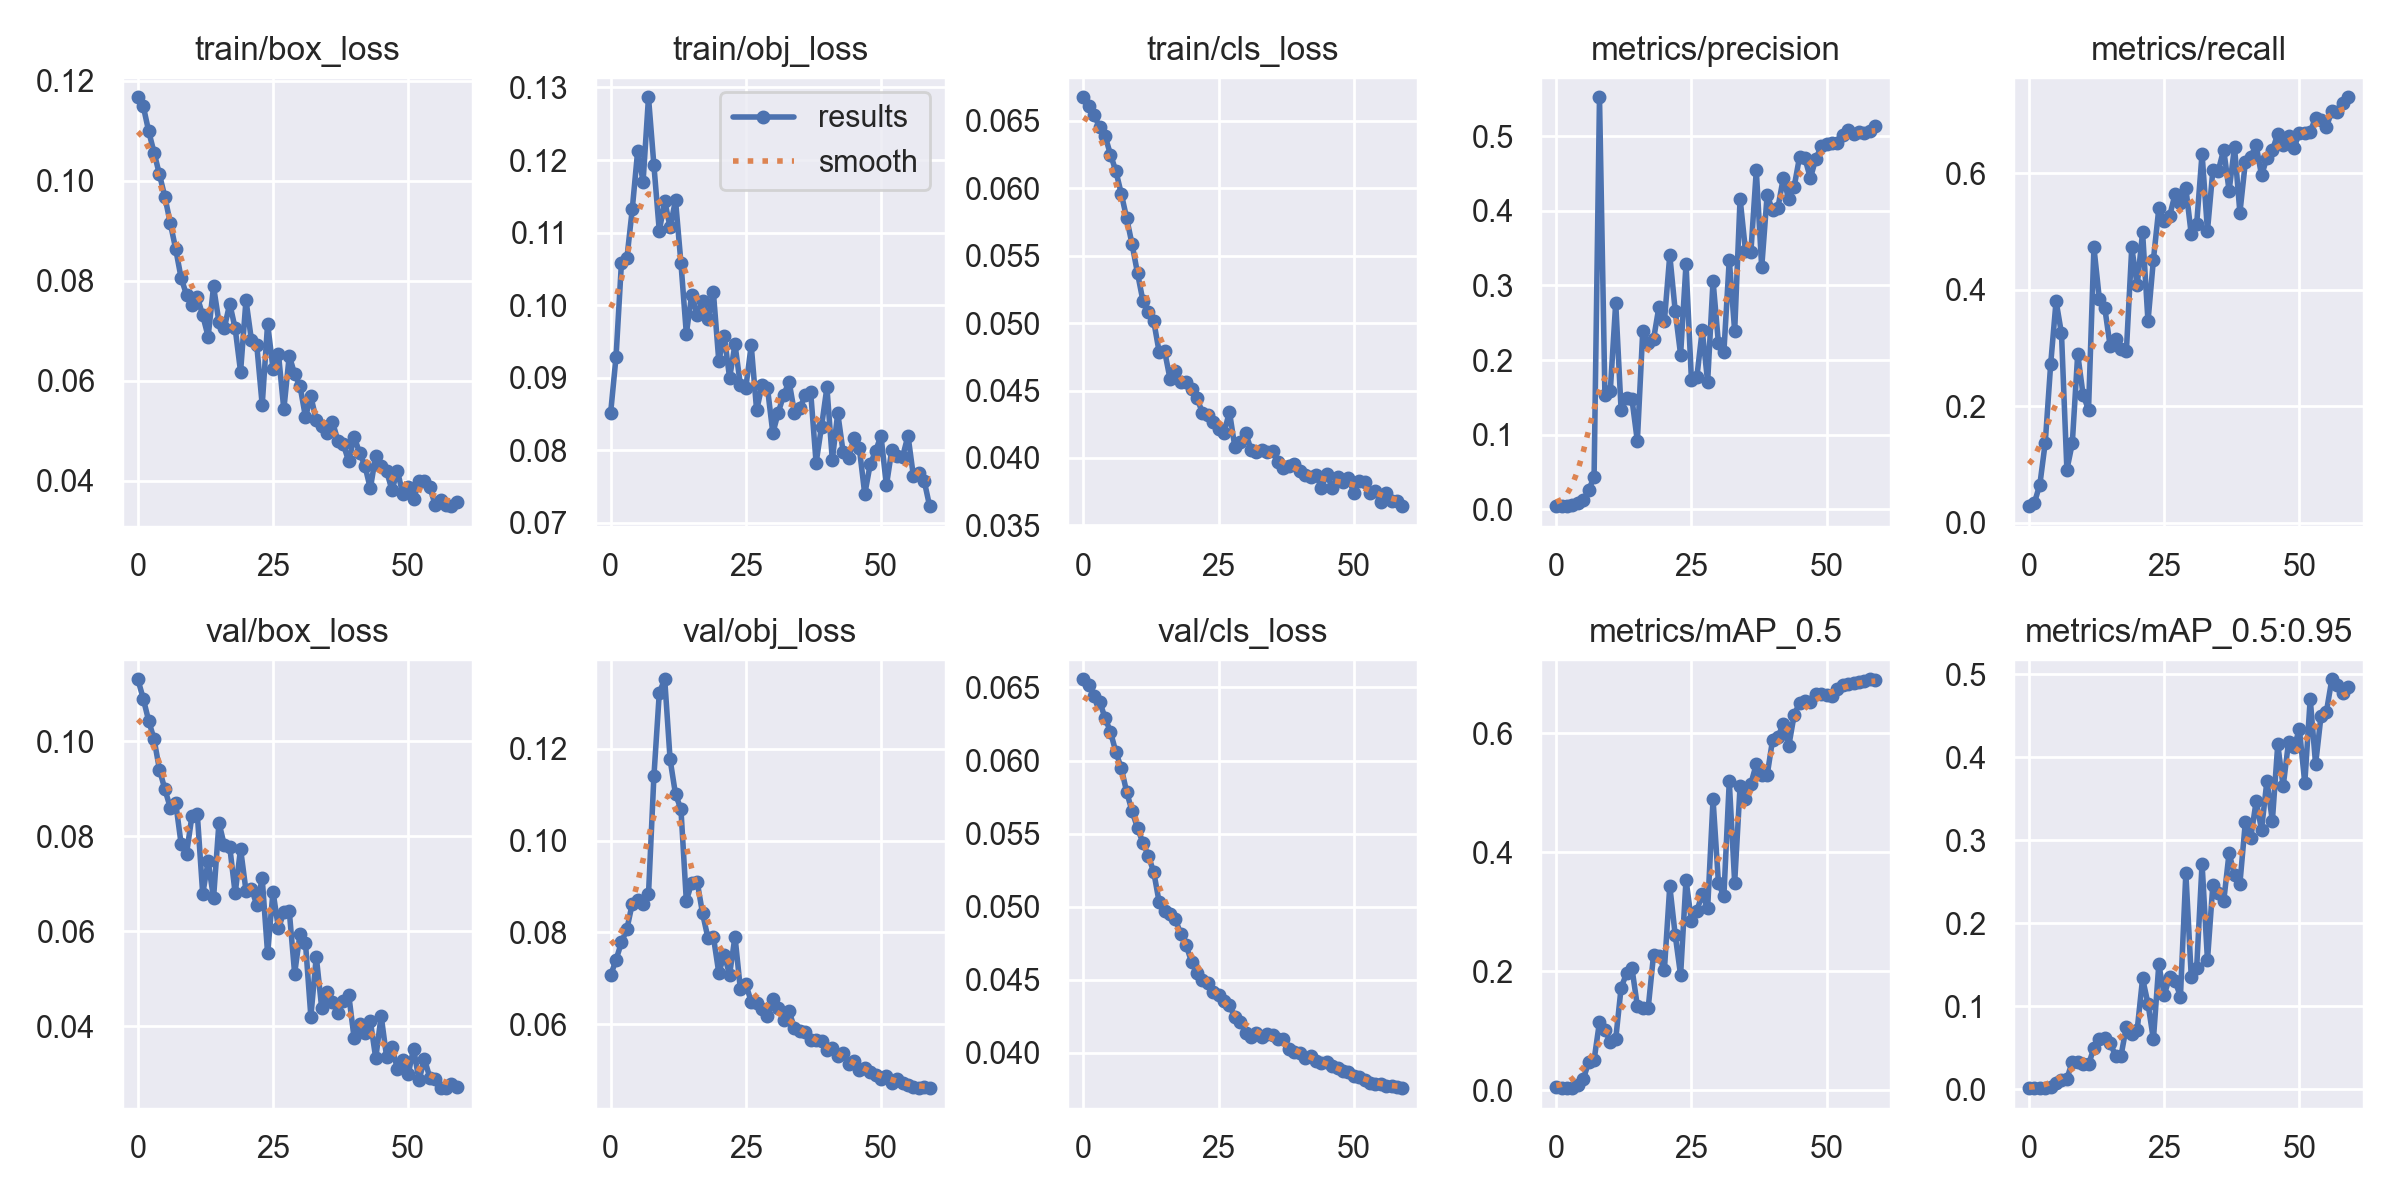 train/box_loss
train/obj_loss
train/cls_loss
metrics/precision
metrics/recall
0.12
0.10
0.08
0.06
0.04
0 25 50
0.13
0.12
0.11
0.10
0.09
0.08
0.07
0 25 50
results
smooth
0.065
0.060
0.055
0.050
0.045
0.040
0.035
0 25 50
0.5
0.4
0.3
0.2
0.1
0.0
0 25 50
0.6
0.4
0.2
0.0
0 25 50
val/box_loss
val/obj_loss
val/cls_loss
metrics/mAP_0.5
metrics/mAP_0.5:0.95
0.10
0.08
0.06
0.04
0 25 50
0.12
0.10
0.08
0.06
0 25 50
0.065
0.060
0.055
0.050
0.045
0.040
0 25 50
0.6
0.4
0.2
0.0
0 25 50
0.5
0.4
0.3
0.2
0.1
0.0
0 25 50